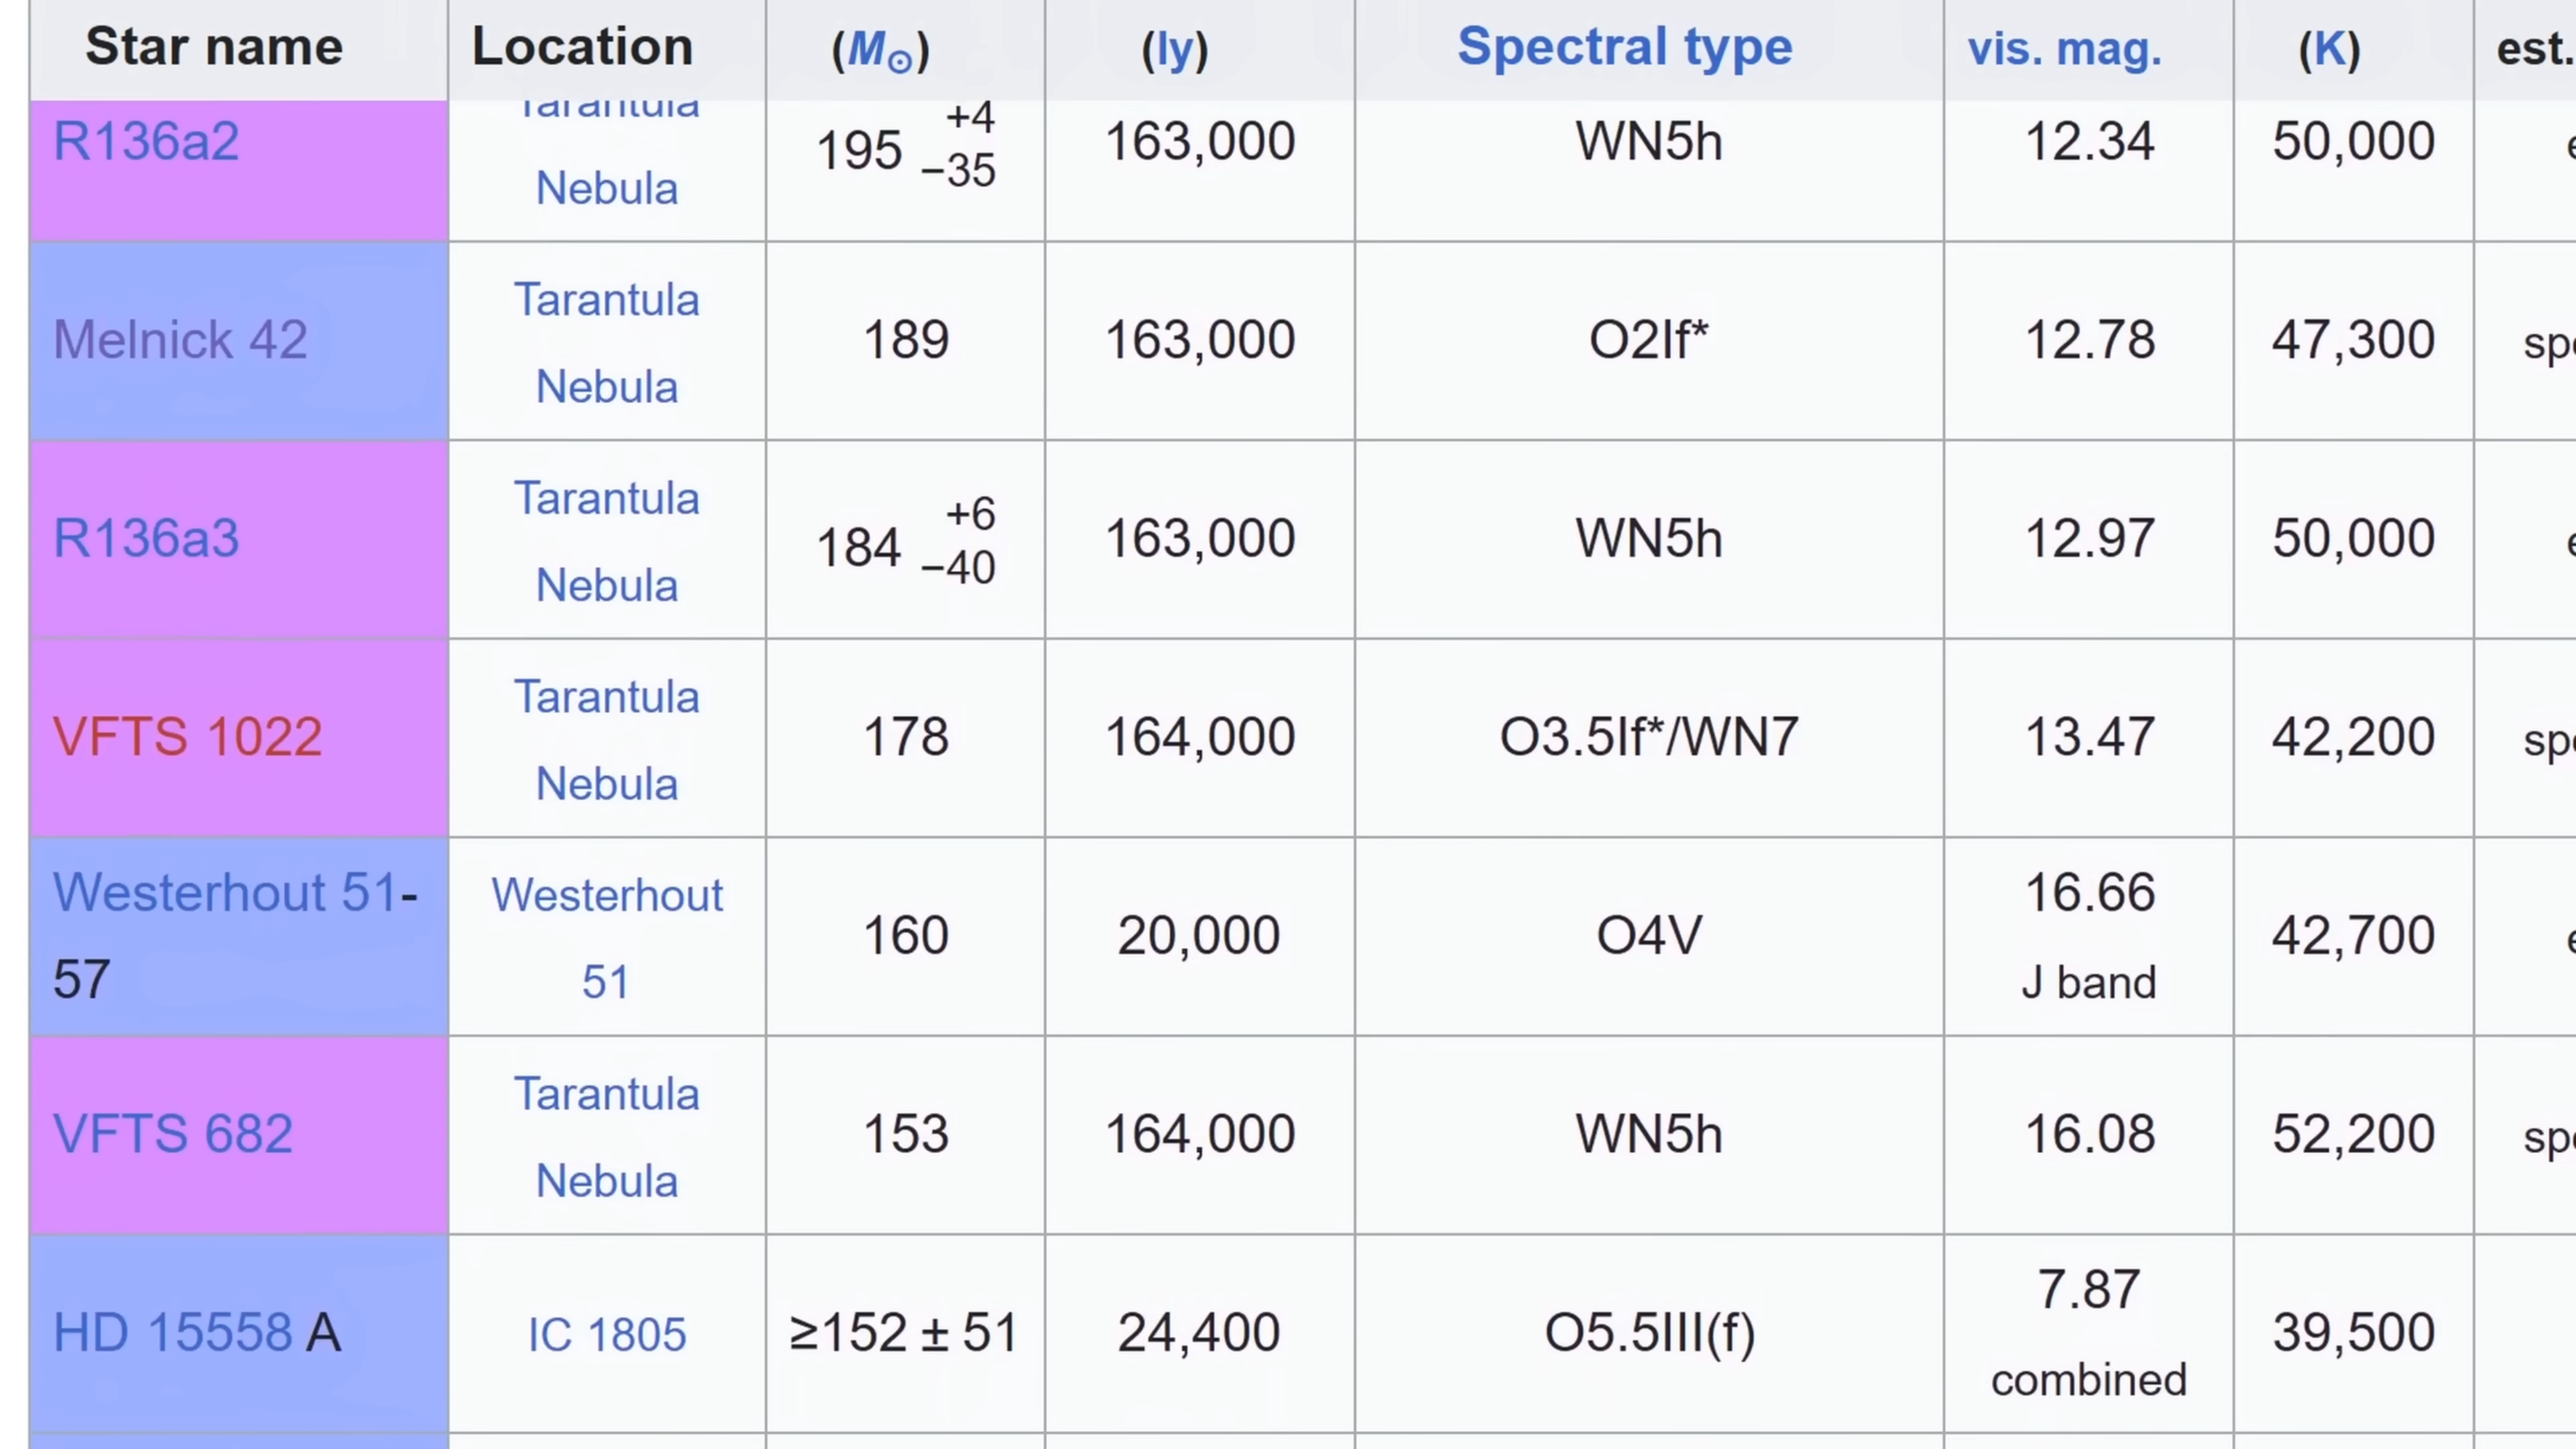 Star name Location (M☉) (ly) Spectral type vis. mag. (K) est.
R136a2 Tarantula Nebula 195 +4 −35 163,000 WN5h 12.34 50,000
Melnick 42 Tarantula Nebula 189 163,000 O2If* 12.78 47,300
R136a3 Tarantula Nebula 184 +6 −40 163,000 WN5h 12.97 50,000
VFTS 1022 Tarantula Nebula 178 164,000 O3.5If*/WN7 13.47 42,200
Westerhout 51-57 Westerhout 51 160 20,000 O4V 16.66 J band 42,700
VFTS 682 Tarantula Nebula 153 164,000 WN5h 16.08 52,200
HD 15558 A IC 1805 ≥152 ± 51 24,400 O5.5III(f) 7.87 combined 39,500